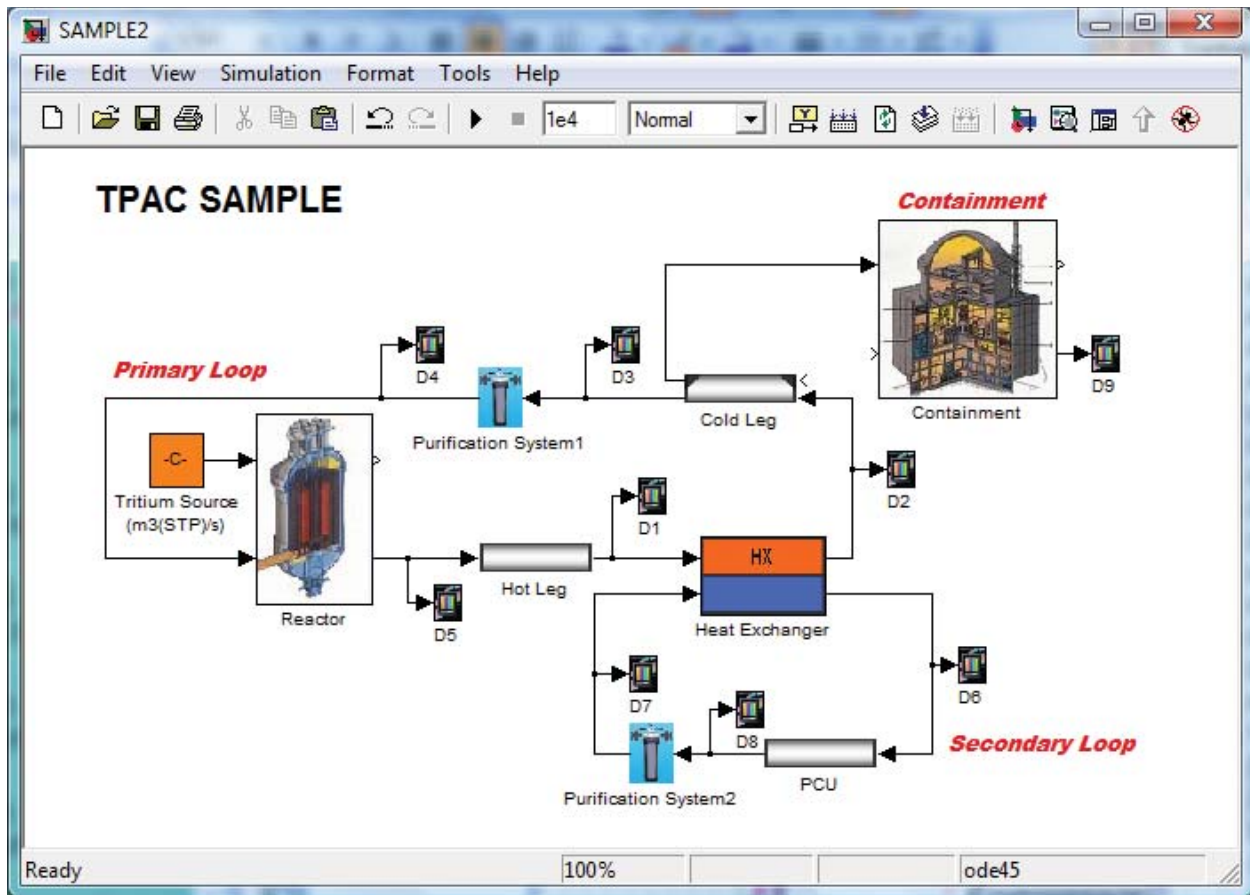 SAMPLE2
File Edit View Simulation Format Tools Help
1e4 Normal
TPAC SAMPLE
Containment
D4
D3
D9
Primary Loop
Cold Leg
Containment
Purification System1
-C-
Tritium Source
(m3(STP)/s)
D2
D1
HX
Hot Leg
Reactor
D5
Heat Exchanger
D7
D6
D8
Secondary Loop
PCU
Purification System2
Ready 100% ode45